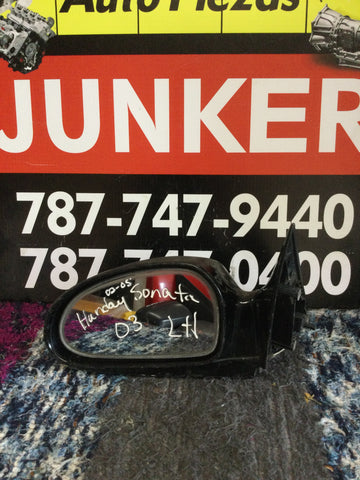 Auto Piezas
JUNKER
787-747-9440
787-747-0400
02-05
Hunday Sonata
03 LH